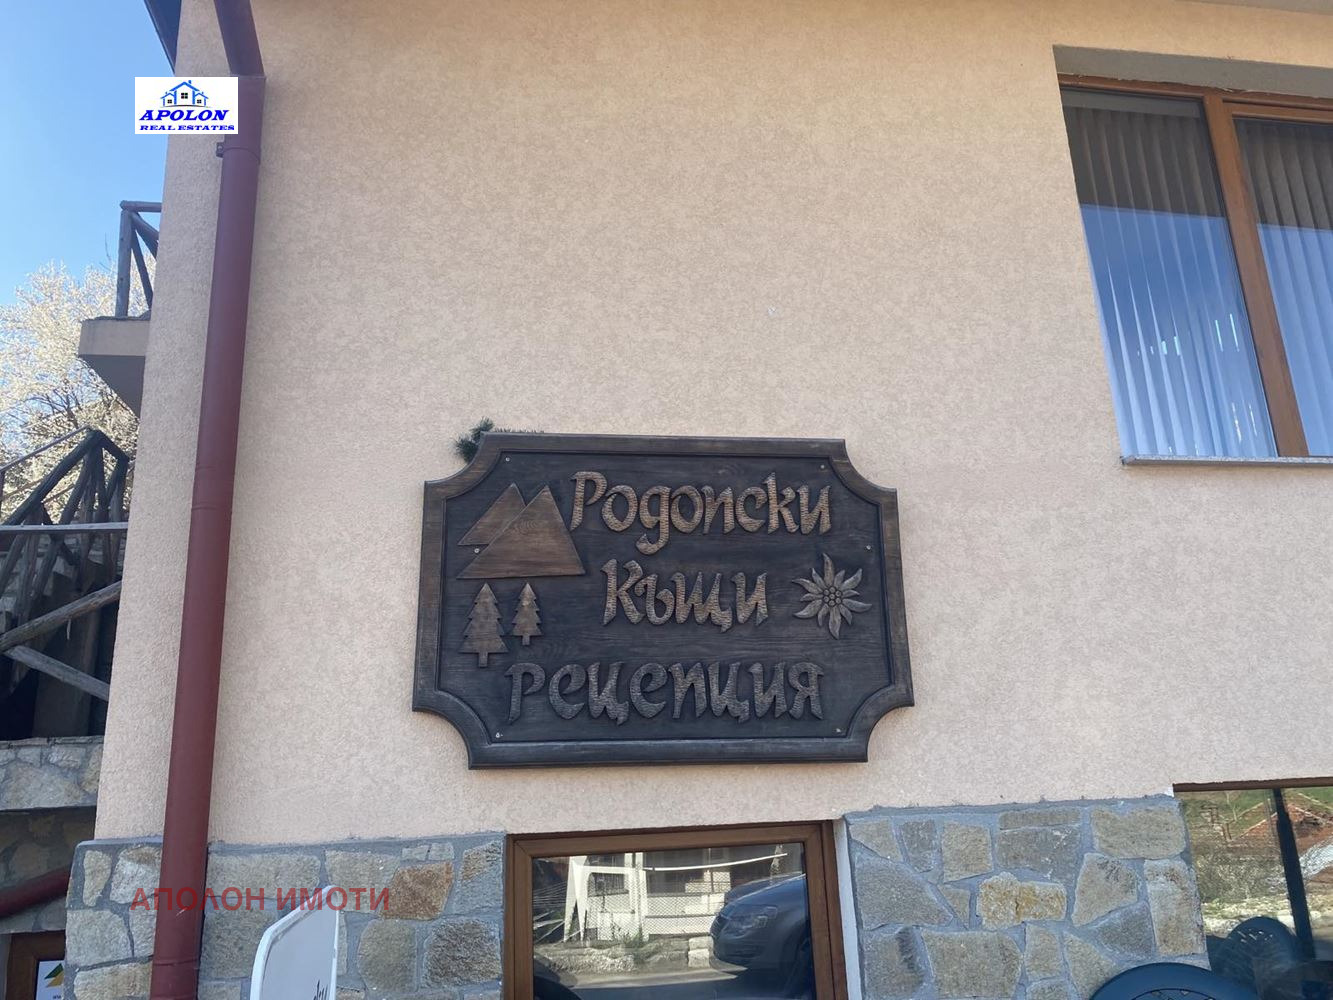 APOLON
REAL ESTATES
Родопски
къщи
рецепция
АПОЛОН ИМОТИ